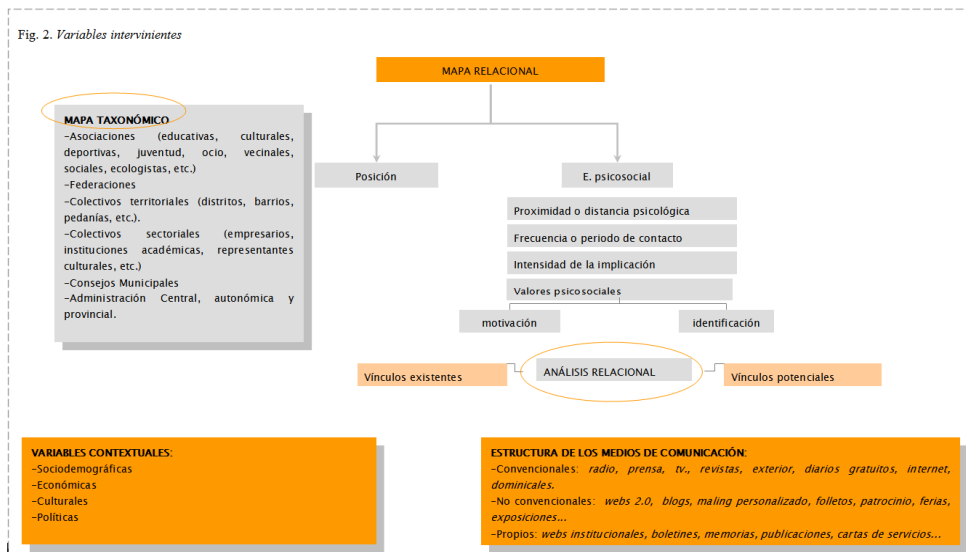 Fig. 2. Variables intervinientes
MAPA RELACIONAL
MAPA TAXONÓMICO
-Asociaciones (educativas, culturales,
deportivas, juventud, ocio, vecinales,
sociales, ecologistas, etc.)
-Federaciones
-Colectivos territoriales (distritos, barrios,
pedanías, etc.).
-Colectivos sectoriales (empresarios,
instituciones académicas, representantes
culturales, etc.)
-Consejos Municipales
-Administración Central, autonómica y
provincial.
Posición
E. psicosocial
Proximidad o distancia psicológica
Frecuencia o periodo de contacto
Intensidad de la implicación
Valores psicosociales
motivación
identificación
Vínculos existentes
ANÁLISIS RELACIONAL
Vínculos potenciales
VARIABLES CONTEXTUALES:
-Sociodemográficas
-Económicas
-Culturales
-Políticas
ESTRUCTURA DE LOS MEDIOS DE COMUNICACIÓN:
-Convencionales: radio, prensa, tv., revistas, exterior, diarios gratuitos, internet,
dominicales.
-No convencionales: webs 2.0, blogs, maling personalizado, folletos, patrocinio, ferias,
exposiciones...
-Propios: webs institucionales, boletines, memorias, publicaciones, cartas de servicios...